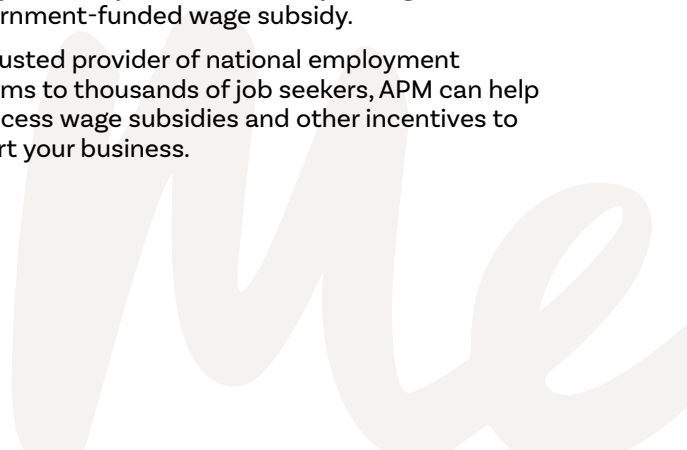 rnment-funded wage subsidy.
usted provider of national employment
ms to thousands of job seekers, APM can help
cess wage subsidies and other incentives to
rt your business.
Me